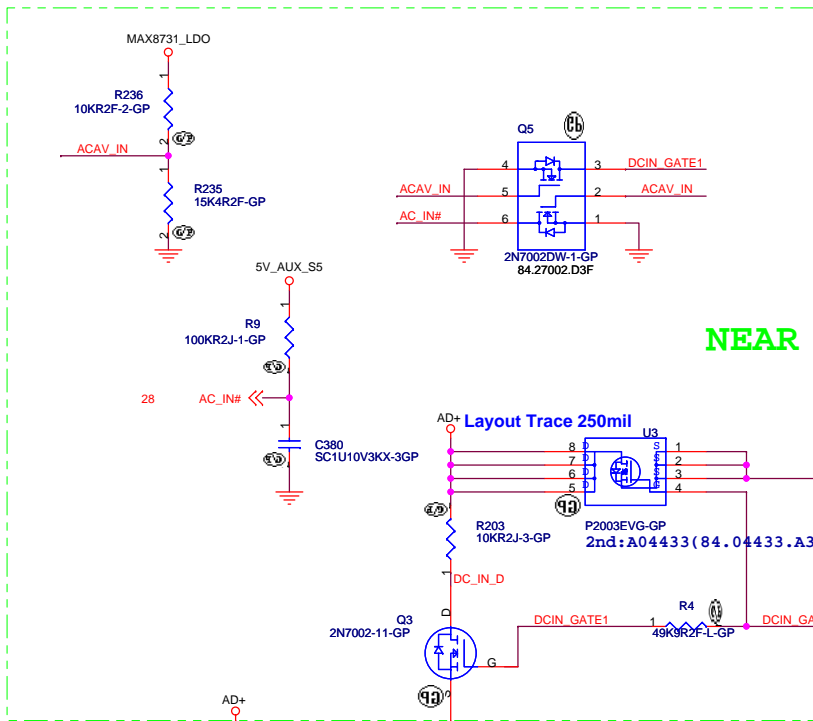 MAX8731_LDO
1
R236
10KR2F-2-GP
2
G/P
ACAV_IN
1
R235
15K4R2F-GP
2
G/P
Q5
GP
4
3
DCIN_GATE1
ACAV_IN
5
2
ACAV_IN
AC_IN#
6
1
2N7002DW-1-GP
84.27002.D3F
5V_AUX_S5
1
R9
100KR2J-1-GP
G/P
NEAR
28
AC_IN#
1
C380
SC1U10V3KX-3GP
G/P
AD+
Layout Trace 250mil
U3
8
D
S
1
7
D
S
2
6
D
S
3
5
D
G
4
G/P
GP
R203
10KR2J-3-GP
P2003EVG-GP
2nd:A04433(84.04433.A3
1
DC_IN_D
Q3
2N7002-11-GP
D
DCIN_GATE1
1
R4
49K9R2F-L-GP
DCIN_GA
G
GP
S
AD+